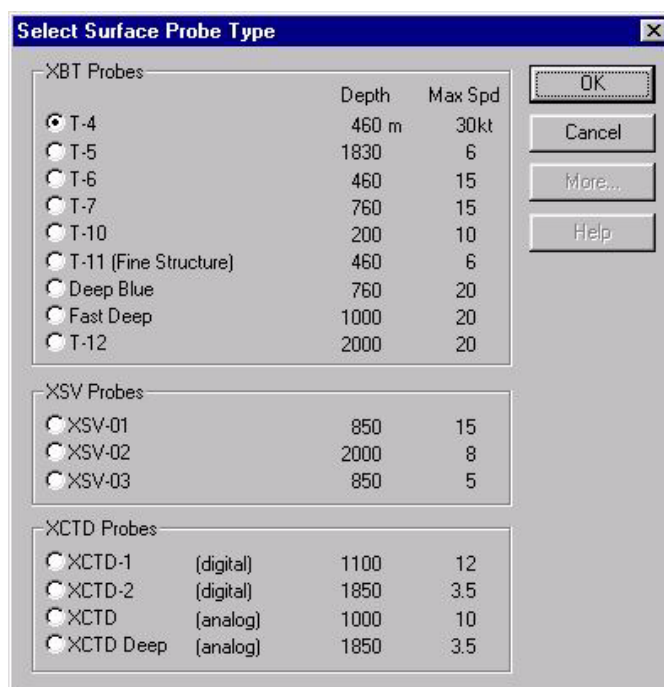 Select Surface Probe Type
XBT Probes
Depth Max Spd
T-4 460 m 30kt
T-5 1830 6
T-6 460 15
T-7 760 15
T-10 200 10
T-11 (Fine Structure) 460 6
Deep Blue 760 20
Fast Deep 1000 20
T-12 2000 20
XSV Probes
XSV-01 850 15
XSV-02 2000 8
XSV-03 850 5
XCTD Probes
XCTD-1 (digital) 1100 12
XCTD-2 (digital) 1850 3.5
XCTD (analog) 1000 10
XCTD Deep (analog) 1850 3.5
OK
Cancel
More...
Help